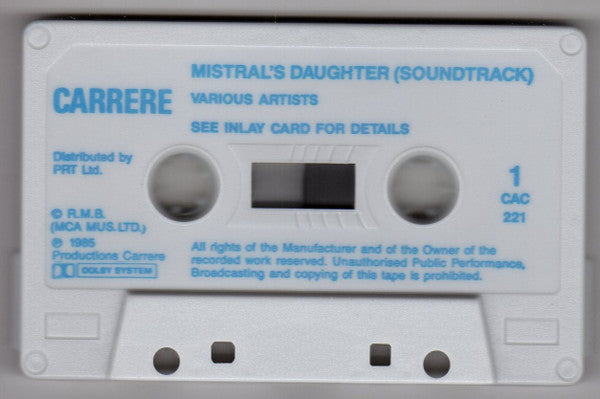 MISTRAL'S DAUGHTER (SOUNDTRACK)
CARRERE
VARIOUS ARTISTS
SEE INLAY CARD FOR DETAILS
Distributed by
PRT Ltd.
1
CAC
221
© R.M.B.
(MCA MUS. LTD.)
℗ 1985
Productions Carrere
DOLBY SYSTEM
All rights of the Manufacturer and of the Owner of the
recorded work reserved. Unauthorised Public Performance,
Broadcasting and copying of this tape is prohibited.